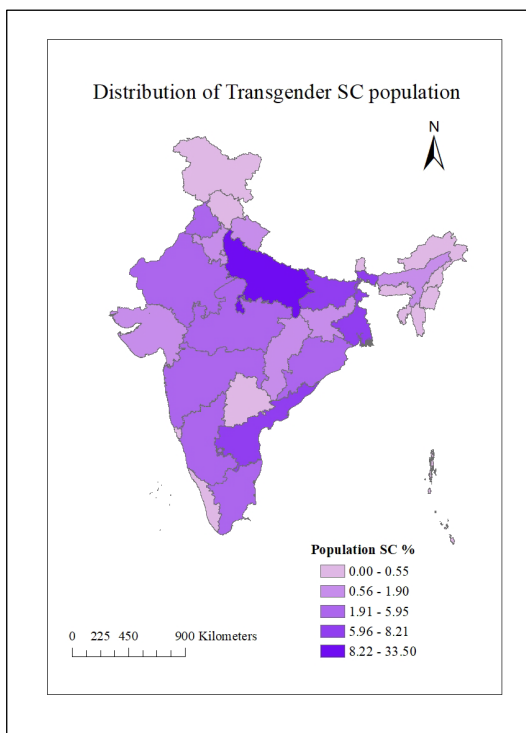 Distribution of Transgender SC population
N
Population SC %
0.00 - 0.55
0.56 - 1.90
1.91 - 5.95
5.96 - 8.21
8.22 - 33.50
0 225 450 900 Kilometers